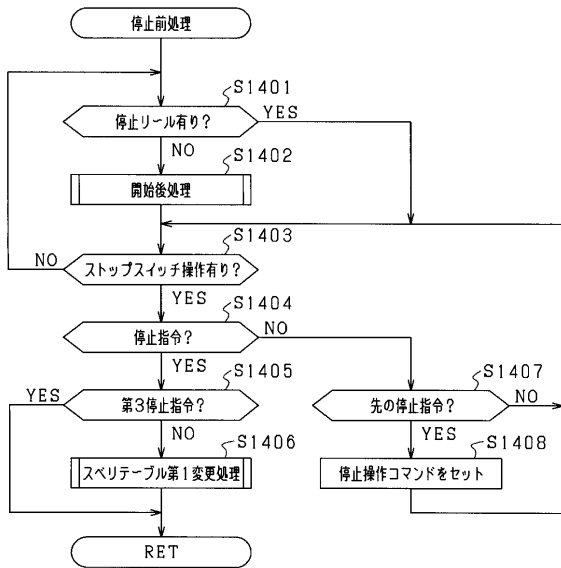 停止前処理
S1401
停止リール有り?
YES
NO
S1402
開始後処理
S1403
NO
ストップスイッチ操作有り?
YES
S1404
停止指令?
NO
YES
S1405
S1407
YES
第3停止指令?
先の停止指令?
NO
NO
YES
S1406
S1408
スベリテーブル第1変更処理
停止操作コマンドをセット
RET